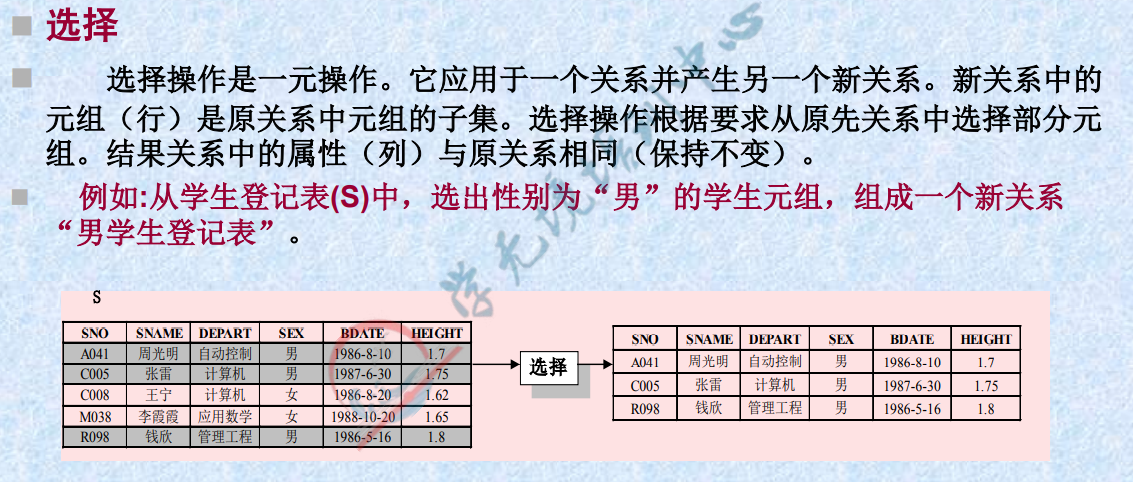 选择
选择操作是一元操作。它应用于一个关系并产生另一个新关系。新关系中的
元组（行）是原关系中元组的子集。选择操作根据要求从原先关系中选择部分元
组。结果关系中的属性（列）与原关系相同（保持不变）。
例如:从学生登记表(S)中，选出性别为“男”的学生元组，组成一个新关系
“男学生登记表”。
学无境培训中心
S
SNO SNAME DEPART SEX BDATE HEIGHT
A041 周光明 自动控制 男 1986-8-10 1.7
C005 张雷 计算机 男 1987-6-30 1.75
C008 王宁 计算机 女 1986-8-20 1.62
M038 李霞霞 应用数学 女 1988-10-20 1.65
R098 钱欣 管理工程 男 1986-5-16 1.8
选择
SNO SNAME DEPART SEX BDATE HEIGHT
A041 周光明 自动控制 男 1986-8-10 1.7
C005 张雷 计算机 男 1987-6-30 1.75
R098 钱欣 管理工程 男 1986-5-16 1.8